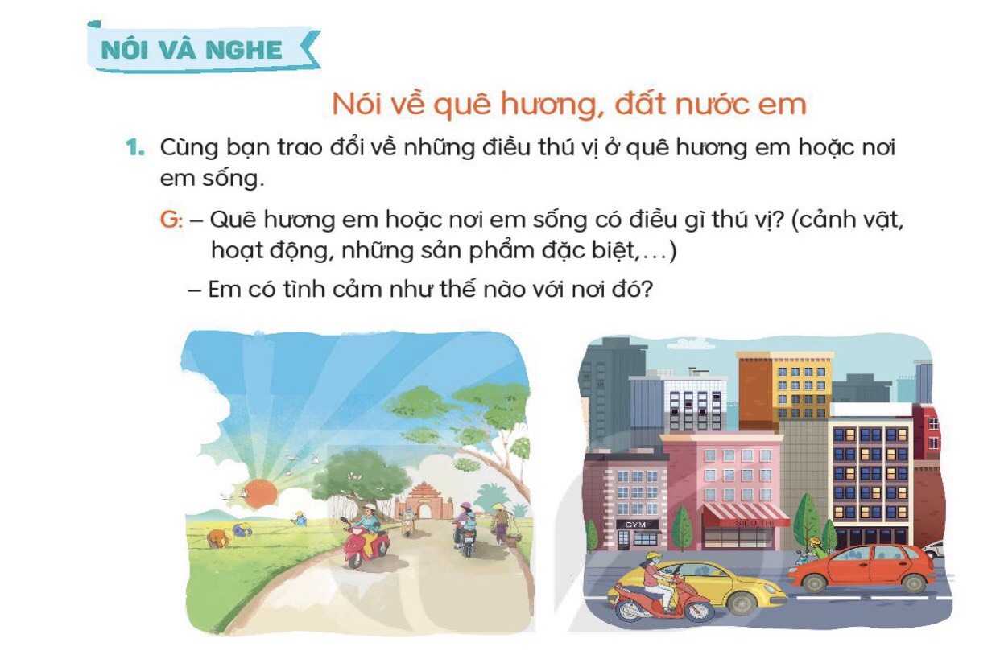 NÓI VÀ NGHE
Nói về quê hương, đất nước em
1. Cùng bạn trao đổi về những điều thú vị ở quê hương em hoặc nơi
em sống.
G: – Quê hương em hoặc nơi em sống có điều gì thú vị? (cảnh vật,
hoạt động, những sản phẩm đặc biệt,...)
– Em có tình cảm như thế nào với nơi đó?
GYM
SIÊU THỊ